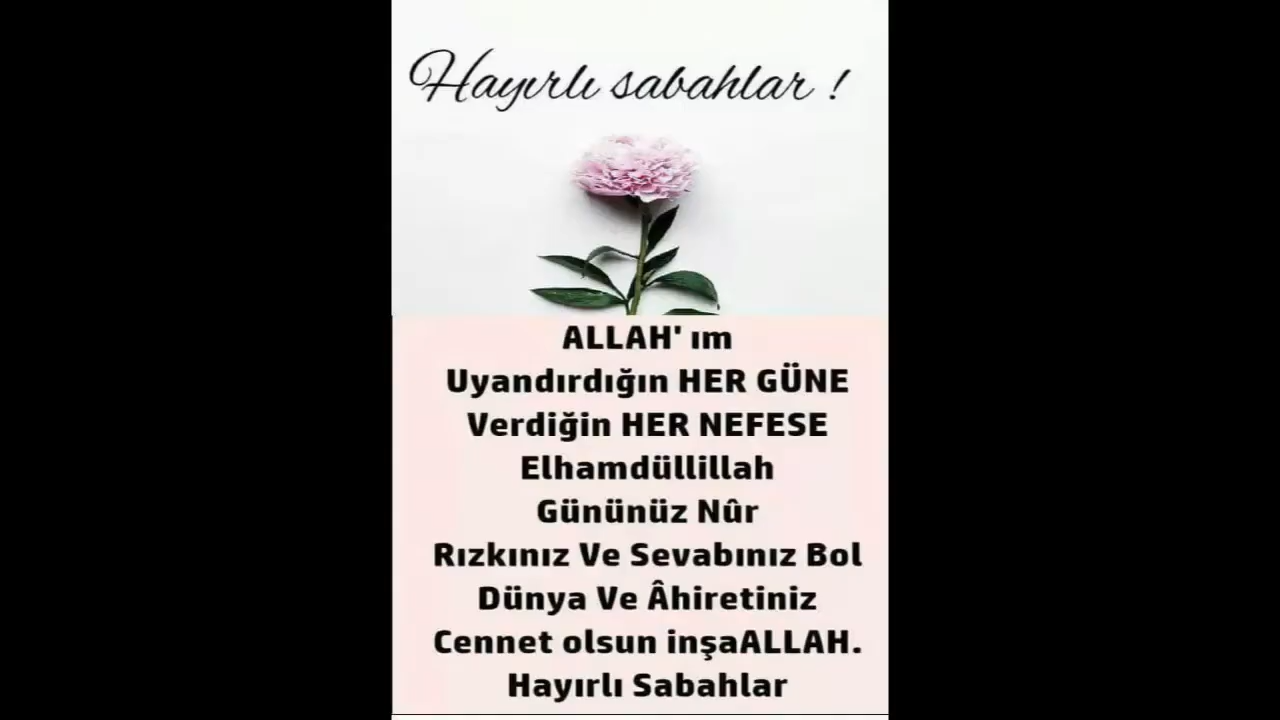 Hayırlı sabahlar !
ALLAH' ım
Uyandırdığın HER GÜNE
Verdiğin HER NEFESE
Elhamdüllillah
Gününüz Nûr
Rızkınız Ve Sevabınız Bol
Dünya Ve Âhiretiniz
Cennet olsun inşaALLAH.
Hayırlı Sabahlar